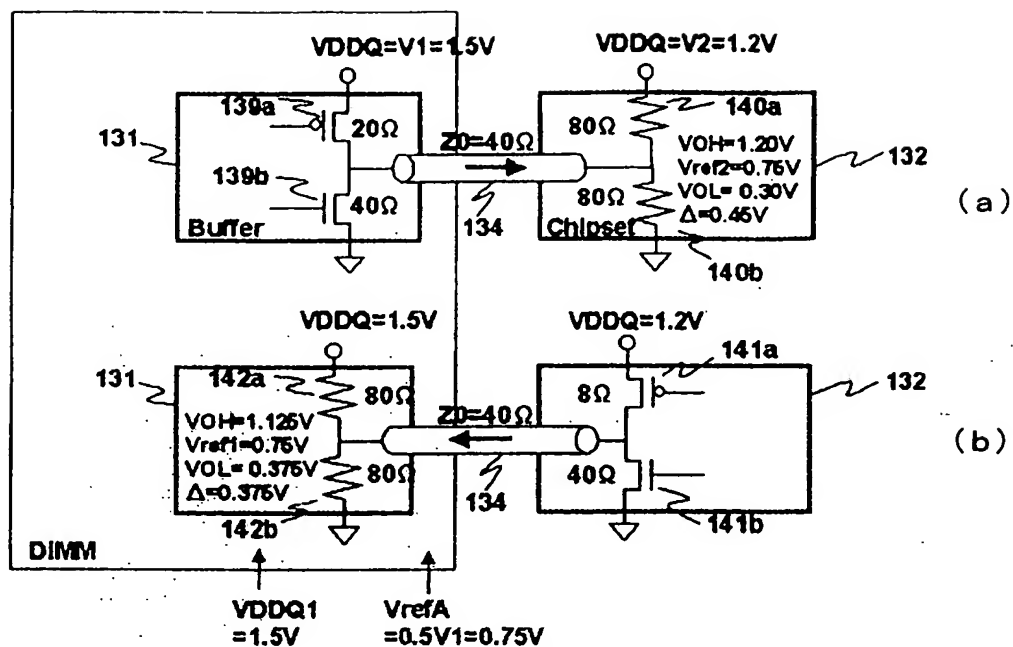 VDDQ=V1=1.5V
VDDQ=V2=1.2V
139a
140a
131
20Ω
Z0=40Ω
80Ω
VOH=1.20V
Vref2=0.75V
VOL= 0.30V
Δ=0.45V
132
(a)
139b
40Ω
80Ω
Buffer
134
Chipset
140b
VDDQ=1.5V
VDDQ=1.2V
141a
131
142a
80Ω
Z0=40Ω
8Ω
132
VOH=1.125V
Vref1=0.75V
VOL= 0.375V
Δ=0.375V
80Ω
40Ω
(b)
134
142b
141b
DIMM
VDDQ1
=1.5V
VrefA
=0.5V1=0.75V